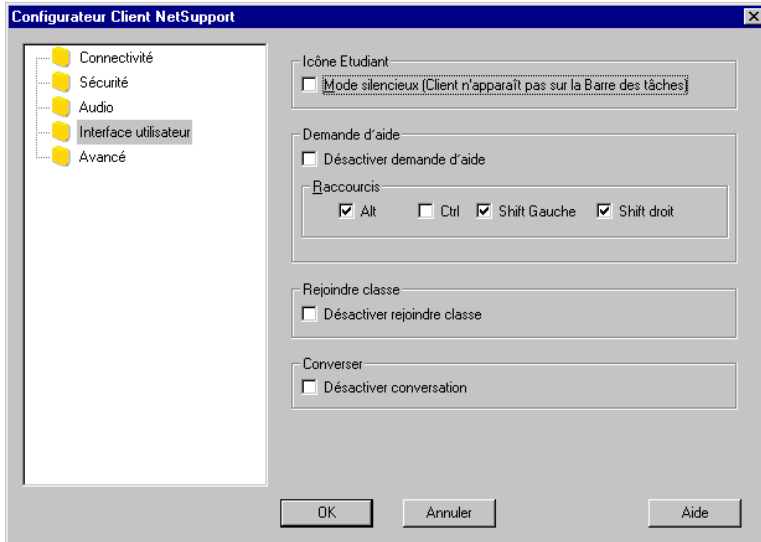 Configurateur Client NetSupport
Connectivité
Sécurité
Audio
Interface utilisateur
Avancé
Icône Etudiant
Mode silencieux (Client n'apparaît pas sur la Barre des tâches)
Demande d´aide
Désactiver demande d´aide
Raccourcis
Alt Ctrl Shift Gauche Shift droit
Rejoindre classe
Désactiver rejoindre classe
Converser
Désactiver conversation
OK Annuler Aide